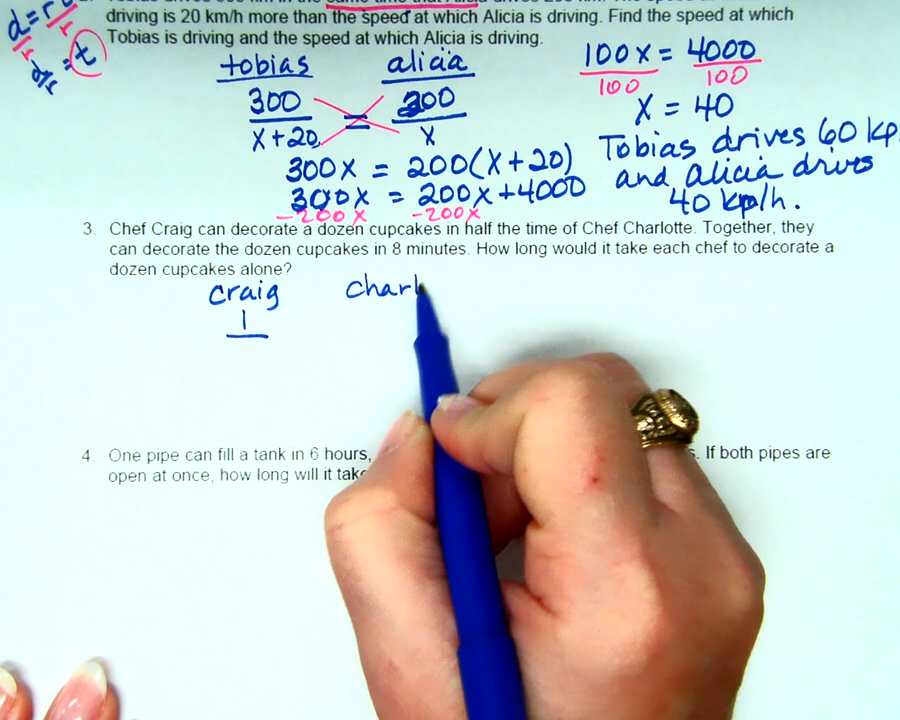 driving is 20 km/h more than the speed at which Alicia is driving. Find the speed at which
Tobias is driving and the speed at which Alicia is driving.
d=r
r
r
d/r = t
tobias alicia
300 200
x+20 = x
300x = 200(x+20)
300x = 200x+4000
-200x -200x
100x = 4000
100 100
x = 40
Tobias drives 60 kp
and alicia drives
40 kp/h.
3. Chef Craig can decorate a dozen cupcakes in half the time of Chef Charlotte. Together, they
can decorate the dozen cupcakes in 8 minutes. How long would it take each chef to decorate a
dozen cupcakes alone?
craig charl
1
4. One pipe can fill a tank in 6 hours, s. If both pipes are
open at once, how long will it take